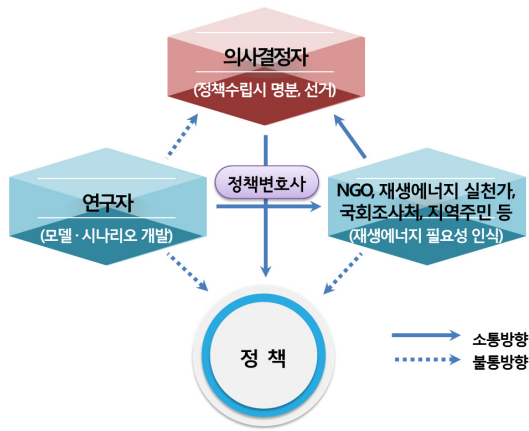 의사결정자
(정책수립시 명분, 선거)
정책변호사
연구자
(모델·시나리오 개발)
NGO, 재생에너지 실천가,
국회조사처, 지역주민 등
(재생에너지 필요성 인식)
정 책
소통방향
불통방향